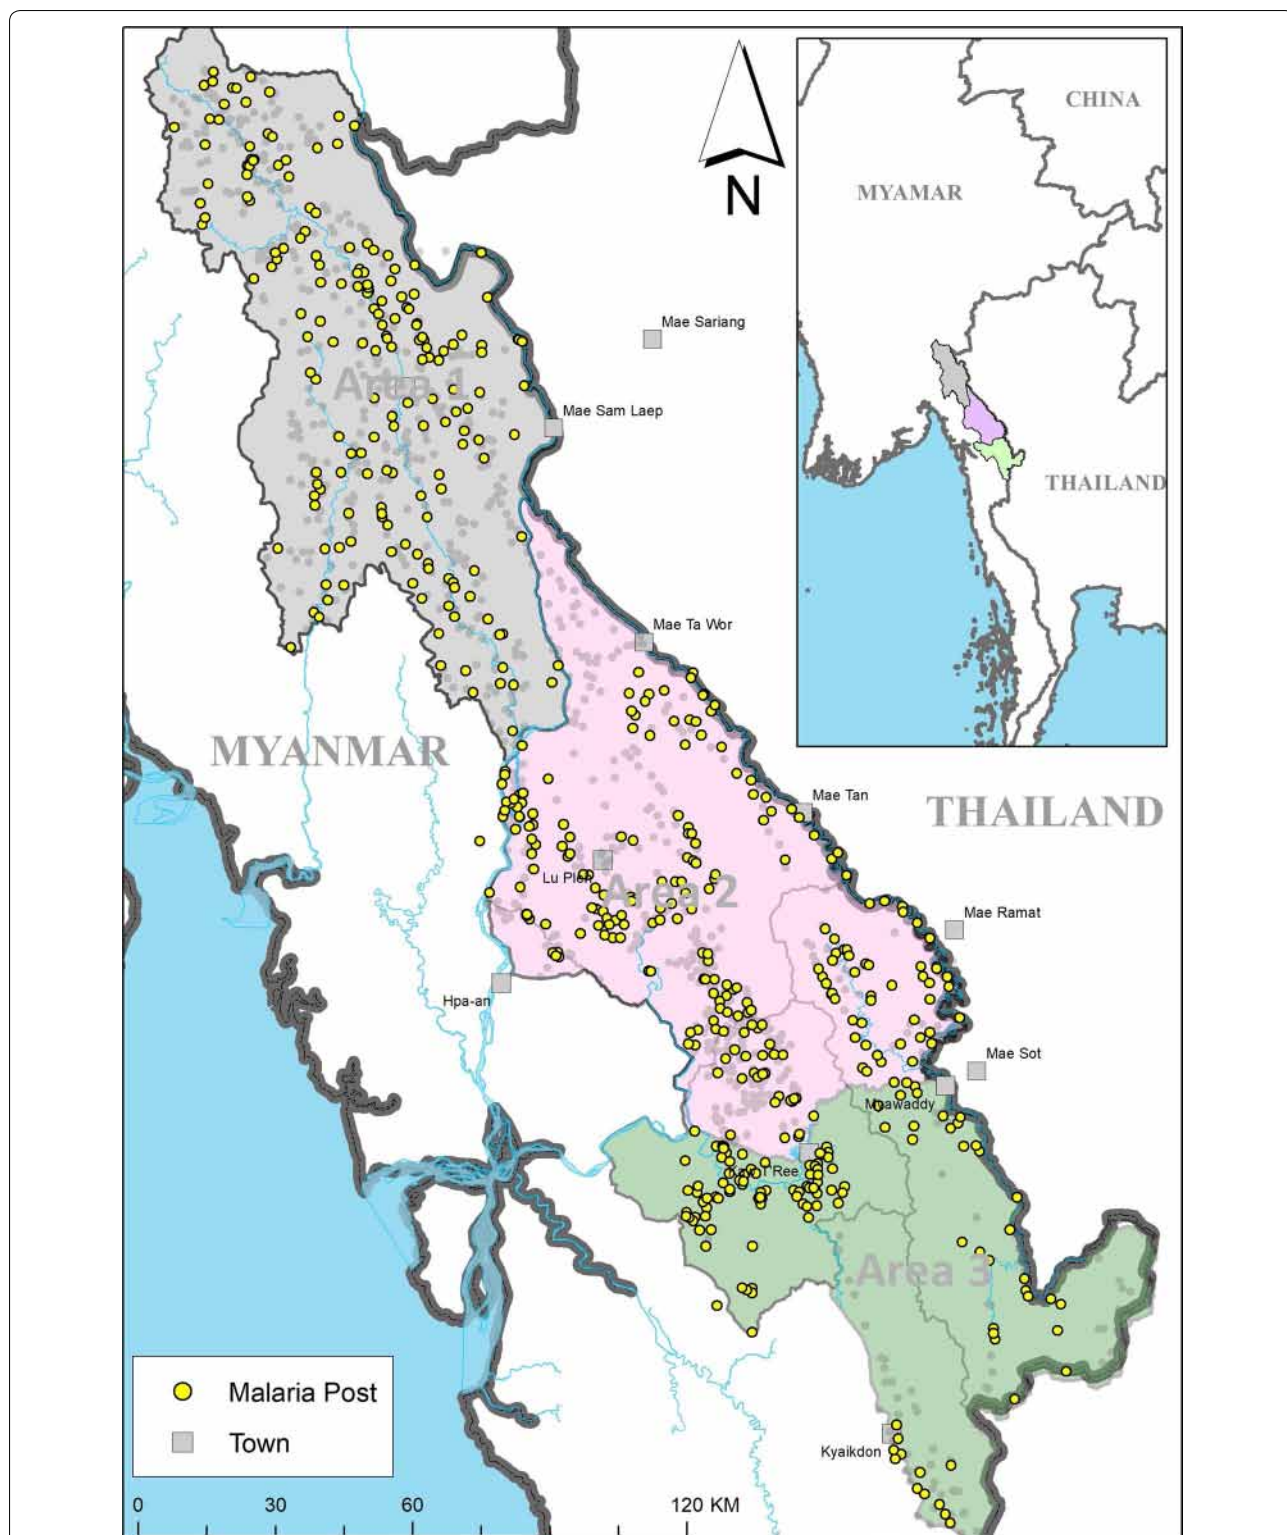 CHINA
MYAMAR
N
Mae Sariang
Area 1
Mae Sam Laep
THAILAND
Mae Ta Wor
MYANMAR
Mae Tan
THAILAND
Lu Pleh
Area 2
Mae Ramat
Hpa-an
Mae Sot
Myawaddy
Kaw T Ree
Area 3
Malaria Post
Town
Kyaikdon
0 30 60 120 KM